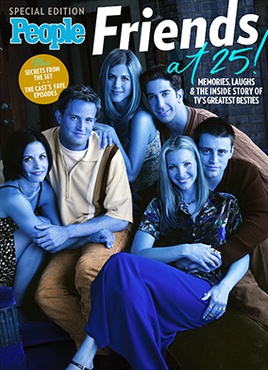 SPECIAL EDITION
People
Friends
at 25!
MEMORIES, LAUGHS
& THE INSIDE STORY OF
TV'S GREATEST BESTIES
SECRETS FROM THE SET
THE CAST'S FAVE
EPISODES